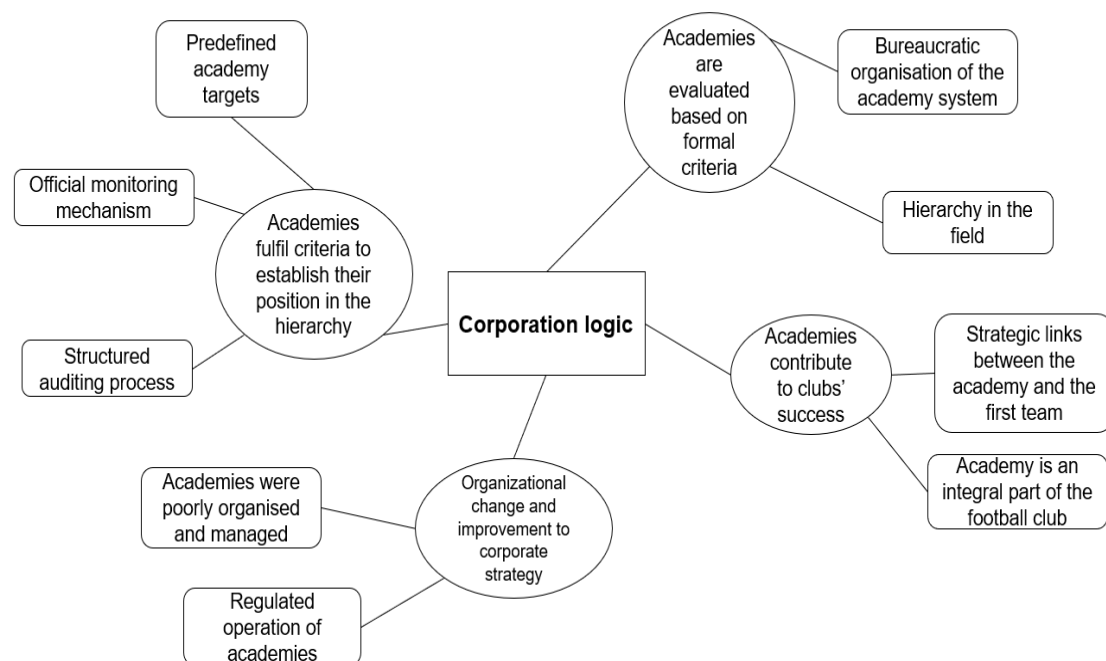 Predefined
academy
targets
Official monitoring
mechanism
Academies
fulfil criteria to
establish their
position in the
hierarchy
Structured
auditing process
Academies
are
evaluated
based on
formal
criteria
Bureaucratic
organisation of the
academy system
Hierarchy in the
field
Corporation logic
Academies
contribute
to clubs’
success
Strategic links
between the
academy and the
first team
Academy is an
integral part of the
football club
Organizational
change and
improvement to
corporate
strategy
Academies were
poorly organised
and managed
Regulated
operation of
academies